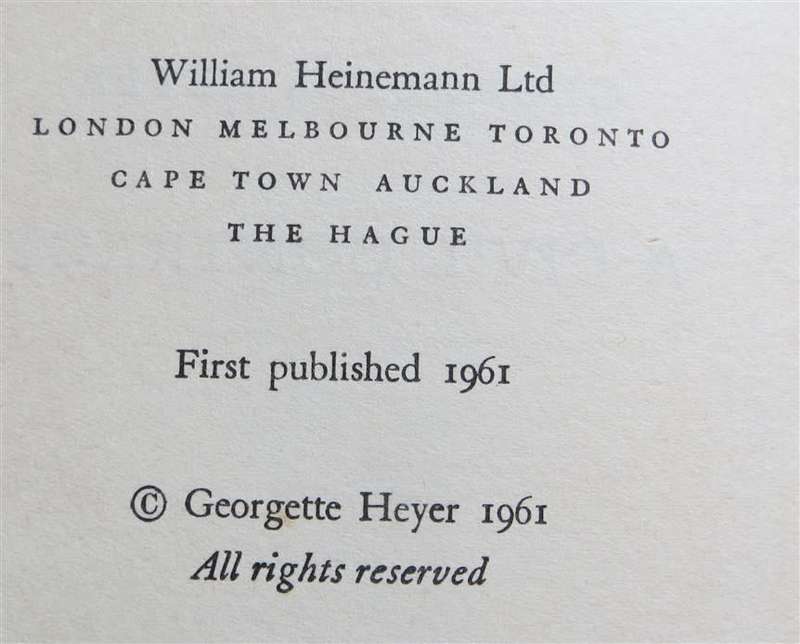 William Heinemann Ltd
LONDON MELBOURNE TORONTO
CAPE TOWN AUCKLAND
THE HAGUE
First published 1961
© Georgette Heyer 1961
All rights reserved